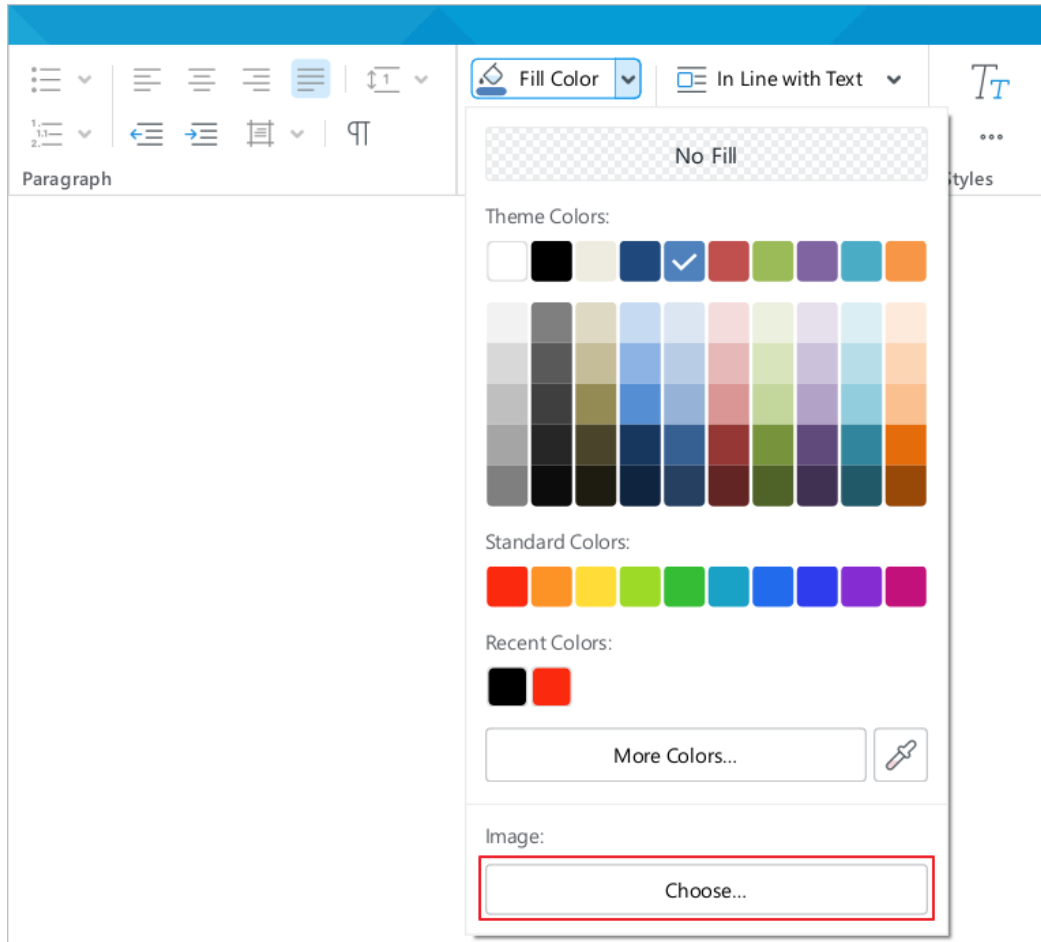 Fill Color
In Line with Text
Paragraph
tyles
No Fill
Theme Colors:
Standard Colors:
Recent Colors:
More Colors...
Image:
Choose...